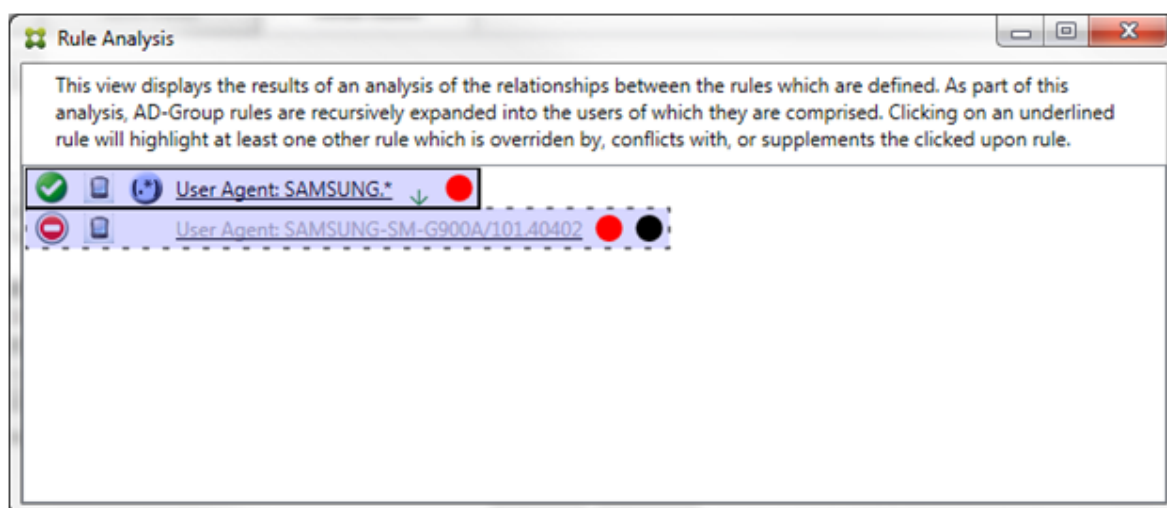 Rule Analysis
This view displays the results of an analysis of the relationships between the rules which are defined. As part of this
analysis, AD-Group rules are recursively expanded into the users of which they are comprised. Clicking on an underlined
rule will highlight at least one other rule which is overriden by, conflicts with, or supplements the clicked upon rule.
(.*) User Agent: SAMSUNG.*
User Agent: SAMSUNG-SM-G900A/101.40402